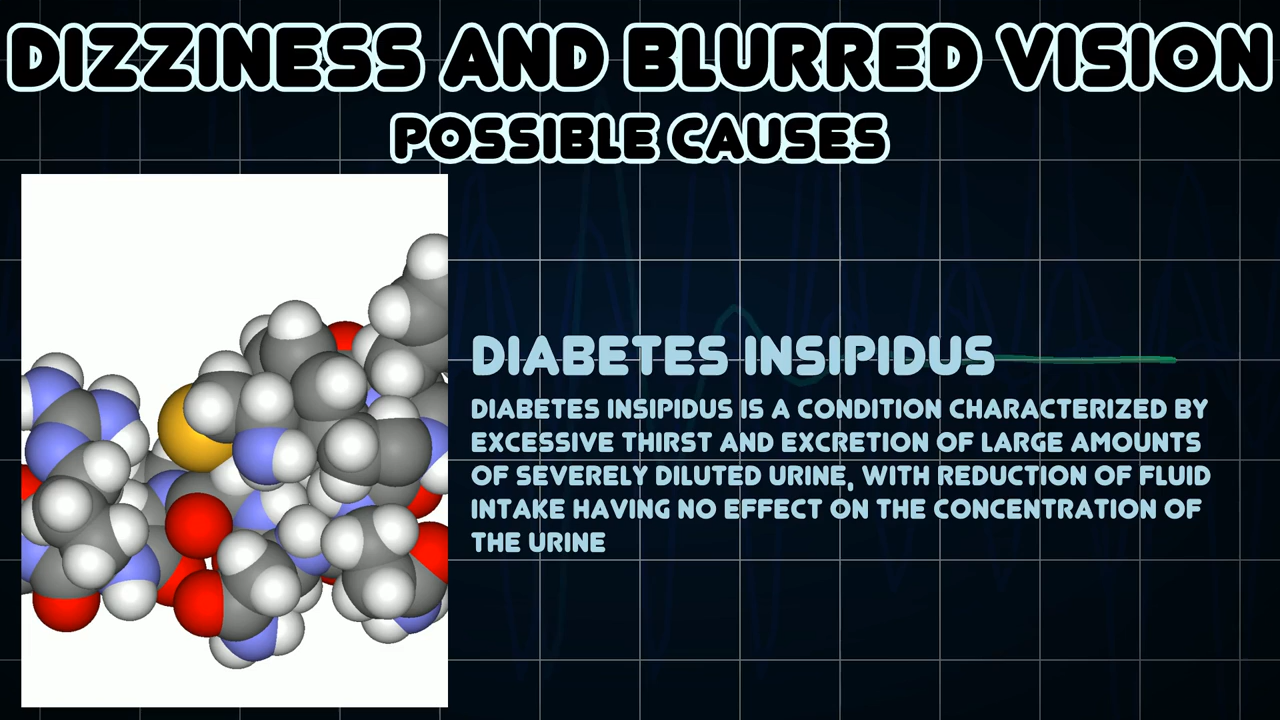 DIZZINESS AND BLURRED VISION
POSSIBLE CAUSES
DIABETES INSIPIDUS
DIABETES INSIPIDUS IS A CONDITION CHARACTERIZED BY
EXCESSIVE THIRST AND EXCRETION OF LARGE AMOUNTS
OF SEVERELY DILUTED URINE, WITH REDUCTION OF FLUID
INTAKE HAVING NO EFFECT ON THE CONCENTRATION OF
THE URINE